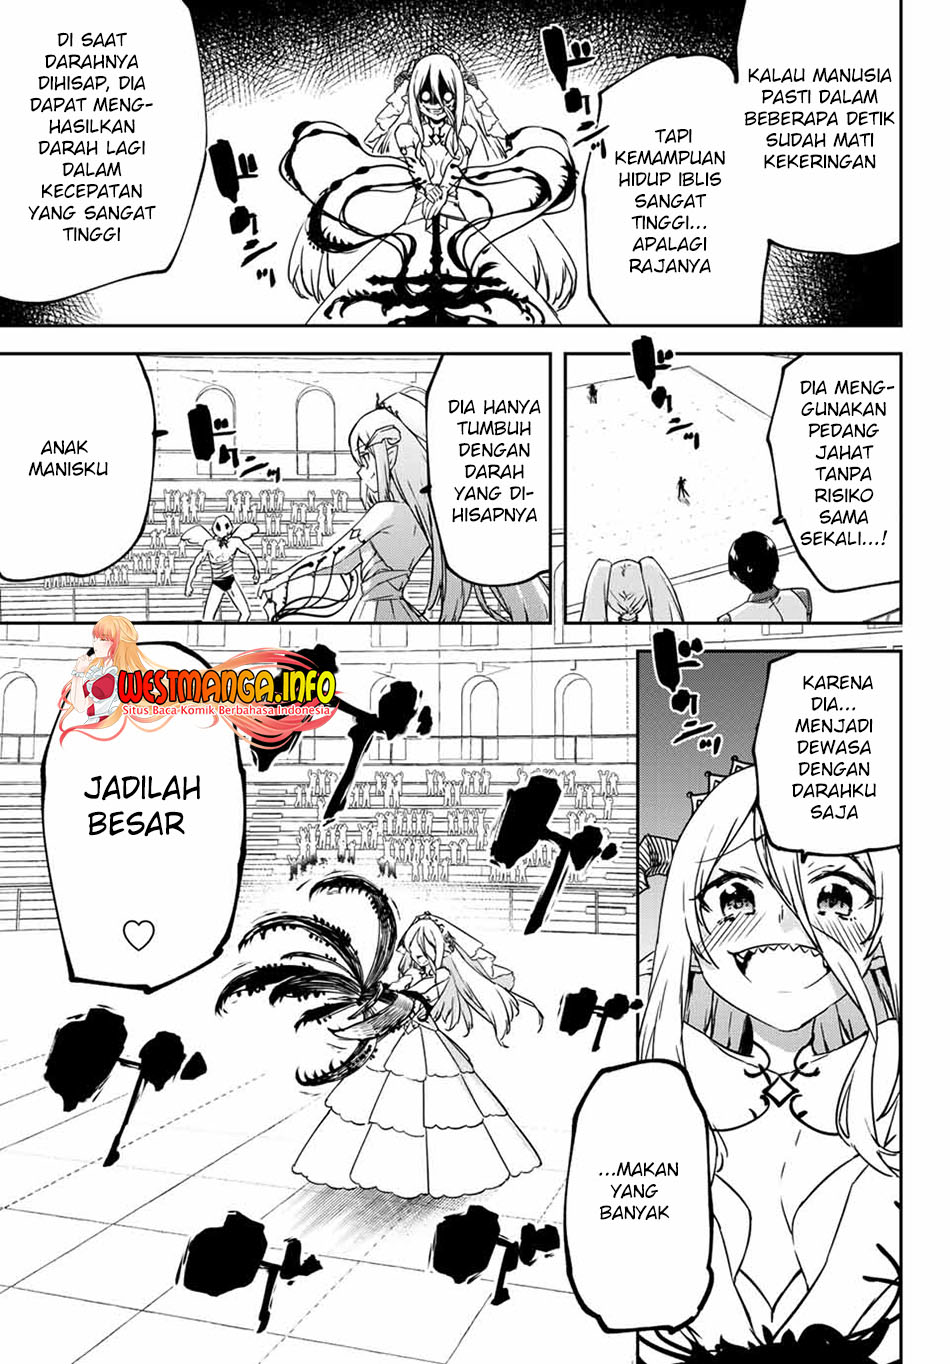 KALAU MANUSIA
PASTI DALAM
BEBERAPA DETIK
SUDAH MATI
KEKERINGAN
TAPI
KEMAMPUAN
HIDUP IBLIS
SANGAT
TINGGI...
APALAGI
RAJANYA
DI SAAT
DARAHNYA
DIHISAP, DIA
DAPAT MENG-
HASILKAN
DARAH LAGI
DALAM
KECEPATAN
YANG SANGAT
TINGGI
DIA MENG-
GUNAKAN
PEDANG
JAHAT
TANPA
RISIKO
SAMA
SEKALI...!
DIA HANYA
TUMBUH
DENGAN
DARAH
YANG DI-
HISAPNYA
ANAK
MANISKU
KARENA
DIA...
MENJADI
DEWASA
DENGAN
DARAHKU
SAJA
...MAKAN
YANG
BANYAK
JADILAH
BESAR
♡
WESTMANGA.INFO
Situs Baca Komik Berbahasa Indonesia